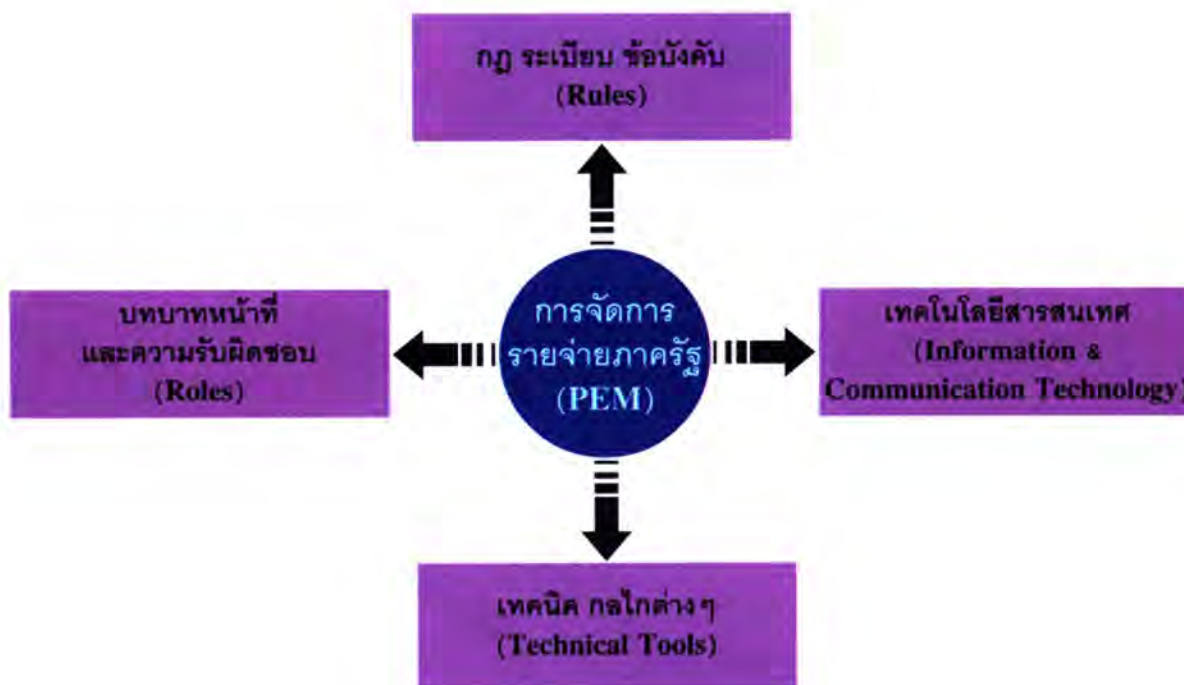 กฎ ระเบียบ ข้อบังคับ
(Rules)
บทบาทหน้าที่
และความรับผิดชอบ
(Roles)
การจัดการ
รายจ่ายภาครัฐ
(PEM)
เทคโนโลยีสารสนเทศ
(Information &
Communication Technology)
เทคนิค กลไกต่างๆ
(Technical Tools)